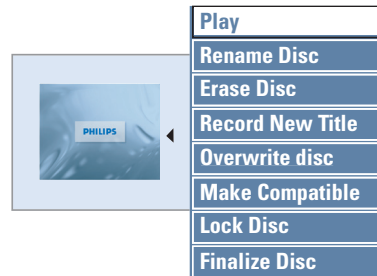 Play
Rename Disc
Erase Disc
Record New Title
Overwrite disc
Make Compatible
Lock Disc
Finalize Disc
PHILIPS